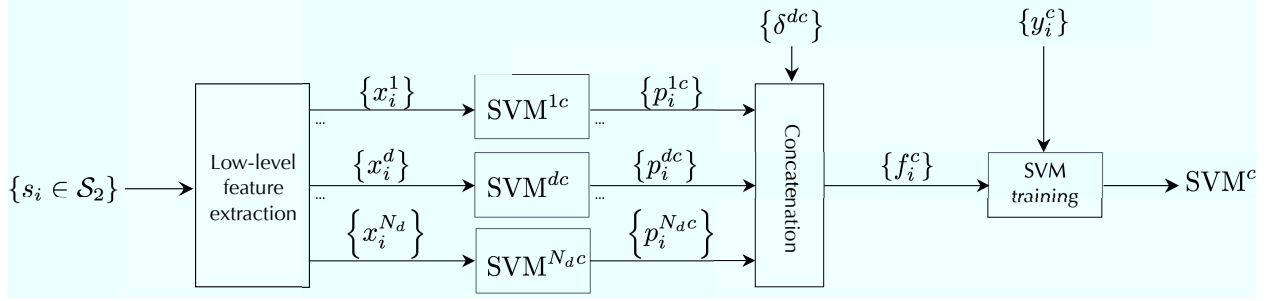 {δ^{dc}}
{y_i^c}
{x_i^1}
SVM^{1c}
{p_i^{1c}}
...
...
{s_i ∈ 𝒮_2}
Low-level
feature
extraction
{x_i^d}
SVM^{dc}
{p_i^{dc}}
...
...
Concatenation
{f_i^c}
SVM
training
SVM^c
{x_i^{N_d}}
SVM^{N_d c}
{p_i^{N_d c}}